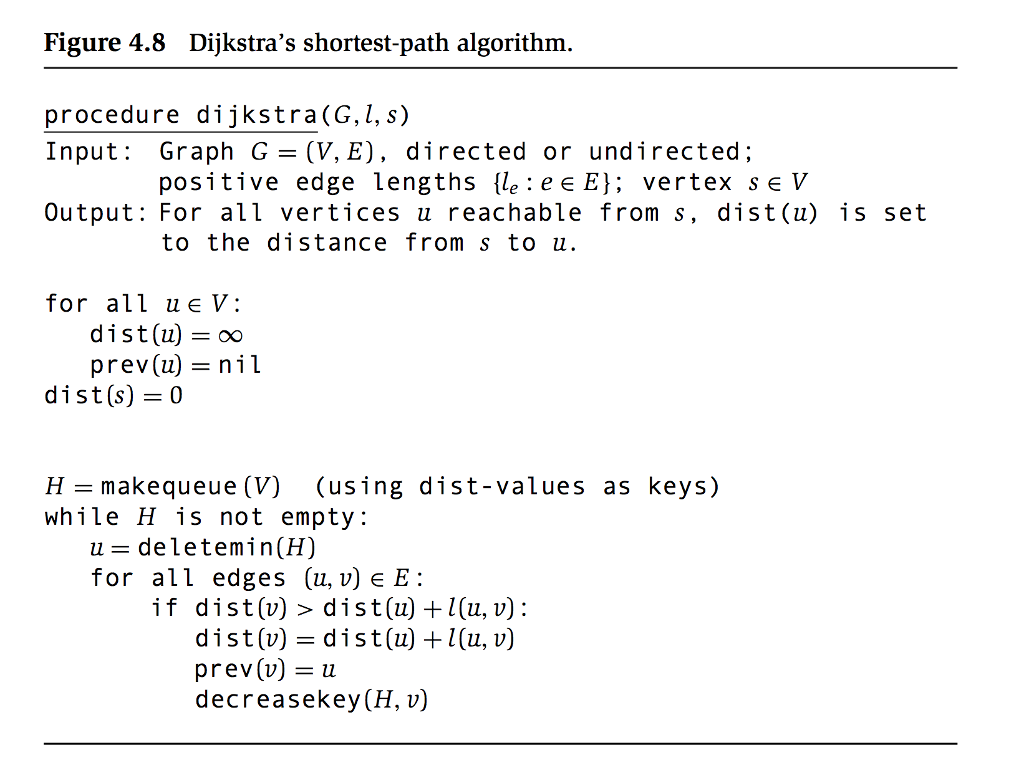 Figure 4.8 Dijkstra's shortest-path algorithm.
procedure dijkstra(G, l, s)
Input: Graph G = (V, E), directed or undirected;
positive edge lengths {lₑ : e ∈ E}; vertex s ∈ V
Output: For all vertices u reachable from s, dist(u) is set
to the distance from s to u.
for all u ∈ V:
dist(u) = ∞
prev(u) = nil
dist(s) = 0
H = makequeue(V) (using dist-values as keys)
while H is not empty:
u = deletemin(H)
for all edges (u, v) ∈ E:
if dist(v) > dist(u) + l(u, v):
dist(v) = dist(u) + l(u, v)
prev(v) = u
decreasekey(H, v)